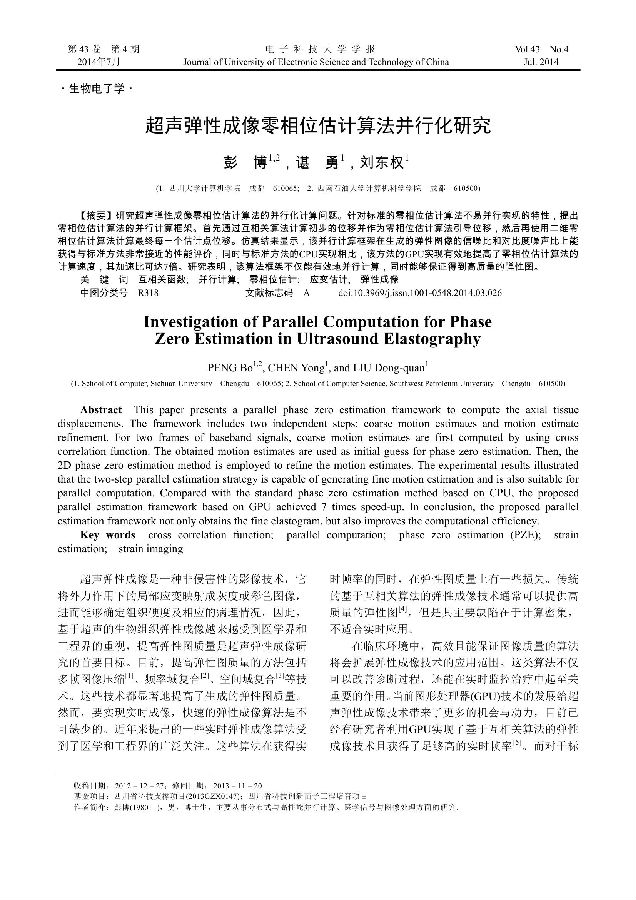 第43卷 第4期
电子科技大学学报
Vol.43 No.4
2014年7月
Journal of University of Electronic Science and Technology of China
Jul. 2014
·生物电子学·
超声弹性成像零相位估计算法并行化研究
彭 博1,2，谌 勇1，刘东权1
(1. 四川大学计算机学院 成都 610065; 2. 西南石油大学计算机科学学院 成都 610500)
【摘要】研究超声弹性成像零相位估计算法的并行化计算问题。针对标准的零相位估计算法不易并行实现的特性，提出
零相位估计算法的并行计算框架。首先通过互相关算法计算初步的位移并作为零相位估计算法引导位移，然后再使用二维零
相位估计算法计算最终每一个估计点位移。仿真结果显示，该并行计算框架在生成的弹性图像的信噪比和对比度噪声比上能
获得与标准方法非常接近的性能评价，同时与标准方法的CPU实现相比，该方法的GPU实现有效地提高了零相位估计算法的
计算速度，其加速比可达7倍。研究表明，该算法框架不仅能有效地并行计算，同时能够保证得到高质量的弹性图。
关 键 词 互相关函数; 并行计算; 零相位估计; 应变估计; 弹性成像
中图分类号 R318 文献标志码 A doi:10.3969/j.issn.1001-0548.2014.03.026
Investigation of Parallel Computation for Phase
Zero Estimation in Ultrasound Elastography
PENG Bo1,2, CHEN Yong1, and LIU Dong-quan1
(1. School of Computer, Sichuan University Chengdu 610065; 2. School of Computer Science, Southwest Petroleum University Chengdu 610500)
Abstract This paper presents a parallel phase zero estimation framework to compute the axial tissue
displacements. The framework includes two independent steps: coarse motion estimates and motion estimate
refinement. For two frames of baseband signals, coarse motion estimates are first computed by using cross
correlation function. The obtained motion estimates are used as initial guess for phase zero estimation. Then, the
2D phase zero estimation method is employed to refine the motion estimates. The experimental results illustrated
that the two-step parallel estimation strategy is capable of generating fine motion estimation and is also suitable for
parallel computation. Compared with the standard phase zero estimation method based on CPU, the proposed
parallel estimation framework based on GPU achieved 7 times speed-up. In conclusion, the proposed parallel
estimation framework not only obtains the fine elastogram, but also improves the computational efficiency.
Key words cross correlation function; parallel computation; phase zero estimation (PZE); strain
estimation; strain imaging
超声弹性成像是一种非侵害性的影像技术，它
将外力作用下的局部应变映射成灰度或彩色图像，
进而能够确定组织硬度及相应的病理情况，因此，
基于超声的生物组织弹性成像越来越受到医学界和
工程界的重视。提高弹性图质量是超声弹性成像研
究的首要目标。目前，提高弹性图质量的方法包括
多帧图像压缩[1]、频率域复合[2]、空间域复合[3]等技
术。这些技术都显著地提高了生成的弹性图质量。
然而，要实现实时成像，快速的弹性成像算法是不
可或缺的。近年来提出的一些实时弹性成像算法受
到了医学和工程界的广泛关注。这些算法在获得实
时帧率的同时，在弹性图质量上有一些损失。传统
的基于互相关算法的弹性成像技术通常可以提供高
质量的弹性图[4]，但是其主要缺陷在于计算密集，
不适合实时应用。
在临床环境中，高效且能保证图像质量的算法
将会扩展弹性成像技术的应用范围。这类算法不仅
可以改善诊断过程，还能在实时监控治疗中起至关
重要的作用。当前图形处理器(GPU)技术的发展给超
声弹性成像技术带来了更多的机会与动力，目前已
经有研究者利用GPU实现了基于互相关算法的弹性
成像技术且获得了足够高的实时帧率[5]。而对于标
收稿日期：2012－12－27；修回日期：2013－11－20
基金项目：四川省科技支撑项目(2013GZX0147)；四川省科技创新苗子工程培育项目
作者简介：彭博(1980－)，男，博士生，主要从事分布式与高性能并行计算、医学信号与图像处理方面的研究.